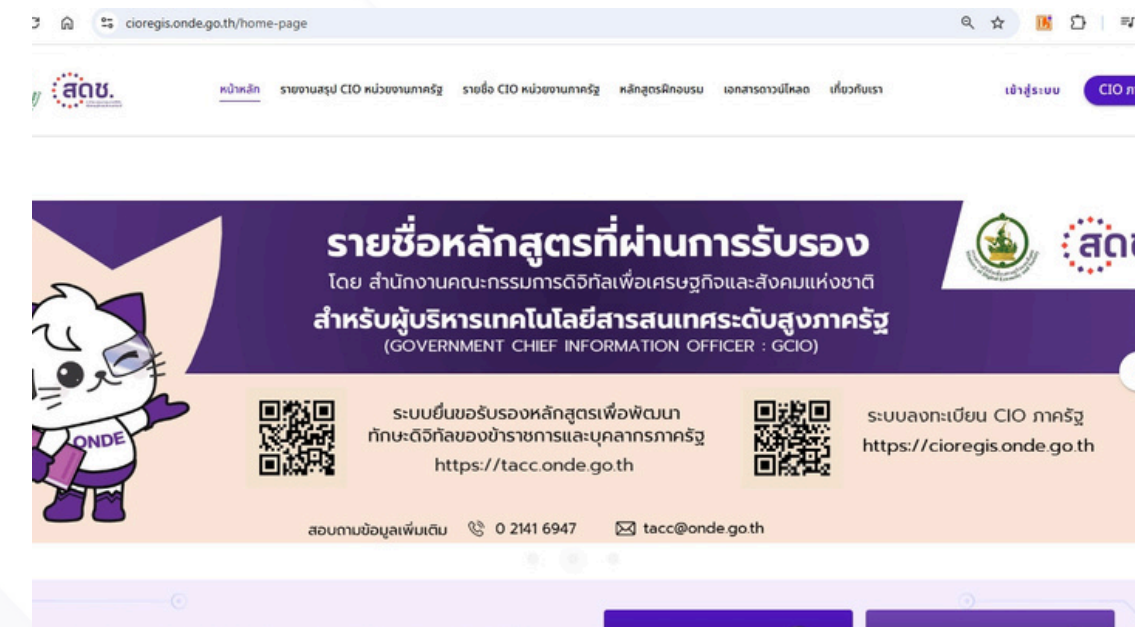 cioregis.onde.go.th/home-page
สดช.
หน้าหลัก รายงานสรุป CIO หน่วยงานภาครัฐ รายชื่อ CIO หน่วยงานภาครัฐ หลักสูตรฝึกอบรม เอกสารดาวน์โหลด เกี่ยวกับเรา เข้าสู่ระบบ CIO
รายชื่อหลักสูตรที่ผ่านการรับรอง
โดย สำนักงานคณะกรรมการดิจิทัลเพื่อเศรษฐกิจและสังคมแห่งชาติ
สำหรับผู้บริหารเทคโนโลยีสารสนเทศระดับสูงภาครัฐ
(GOVERNMENT CHIEF INFORMATION OFFICER : GCIO)
ONDE
ระบบยื่นขอรับรองหลักสูตรเพื่อพัฒนา
ทักษะดิจิทัลของข้าราชการและบุคลากรภาครัฐ
https://tacc.onde.go.th
ระบบลงทะเบียน CIO ภาครัฐ
https://cioregis.onde.go.th
สอบถามข้อมูลเพิ่มเติม 0 2141 6947 tacc@onde.go.th